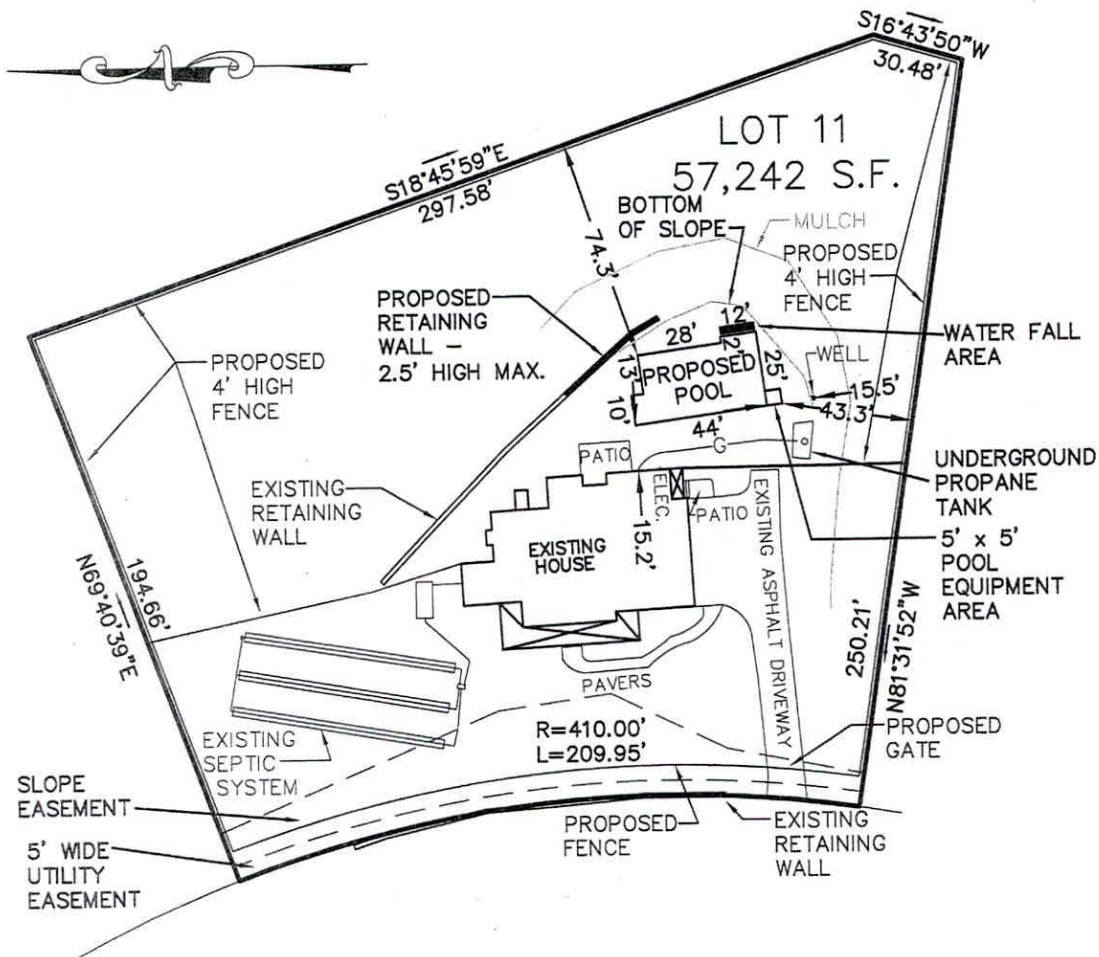 N
S16°43'50"W
30.48'
LOT 11
57,242 S.F.
S18°45'59"E
297.58'
BOTTOM
OF SLOPE
MULCH
74.3'
PROPOSED
4' HIGH
FENCE
PROPOSED
RETAINING
WALL –
2.5' HIGH MAX.
12'
28'
2'
WATER FALL
AREA
PROPOSED
4' HIGH
FENCE
13'
PROPOSED
POOL
25'
WELL
15.5'
10'
43.3'
44'
G
PATIO
UNDERGROUND
PROPANE
TANK
EXISTING
RETAINING
WALL
ELEC.
PATIO
15.2'
EXISTING
HOUSE
EXISTING ASPHALT DRIVEWAY
5' x 5'
POOL
EQUIPMENT
AREA
N69°40'39"E
194.66'
250.21'
N81°31'52"W
PAVERS
R=410.00'
L=209.95'
PROPOSED
GATE
EXISTING
SEPTIC
SYSTEM
SLOPE
EASEMENT
PROPOSED
FENCE
EXISTING
RETAINING
WALL
5' WIDE
UTILITY
EASEMENT